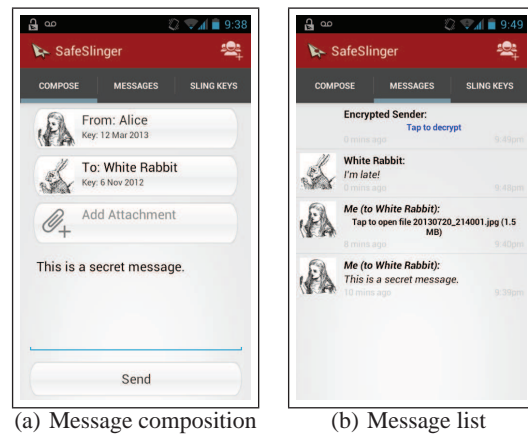 9:38
SafeSlinger
COMPOSE MESSAGES SLING KEYS
From: Alice
Key: 12 Mar 2013
To: White Rabbit
Key: 6 Nov 2012
Add Attachment
This is a secret message.
Send
(a) Message composition
9:49
SafeSlinger
COMPOSE MESSAGES SLING KEYS
Encrypted Sender:
Tap to decrypt
0 mins ago 9:49pm
White Rabbit:
I'm late!
0 mins ago 9:48pm
Me (to White Rabbit):
Tap to open file 20130720_214001.jpg (1.5
MB)
8 mins ago 9:40pm
Me (to White Rabbit):
This is a secret message.
10 mins ago 9:39pm
(b) Message list